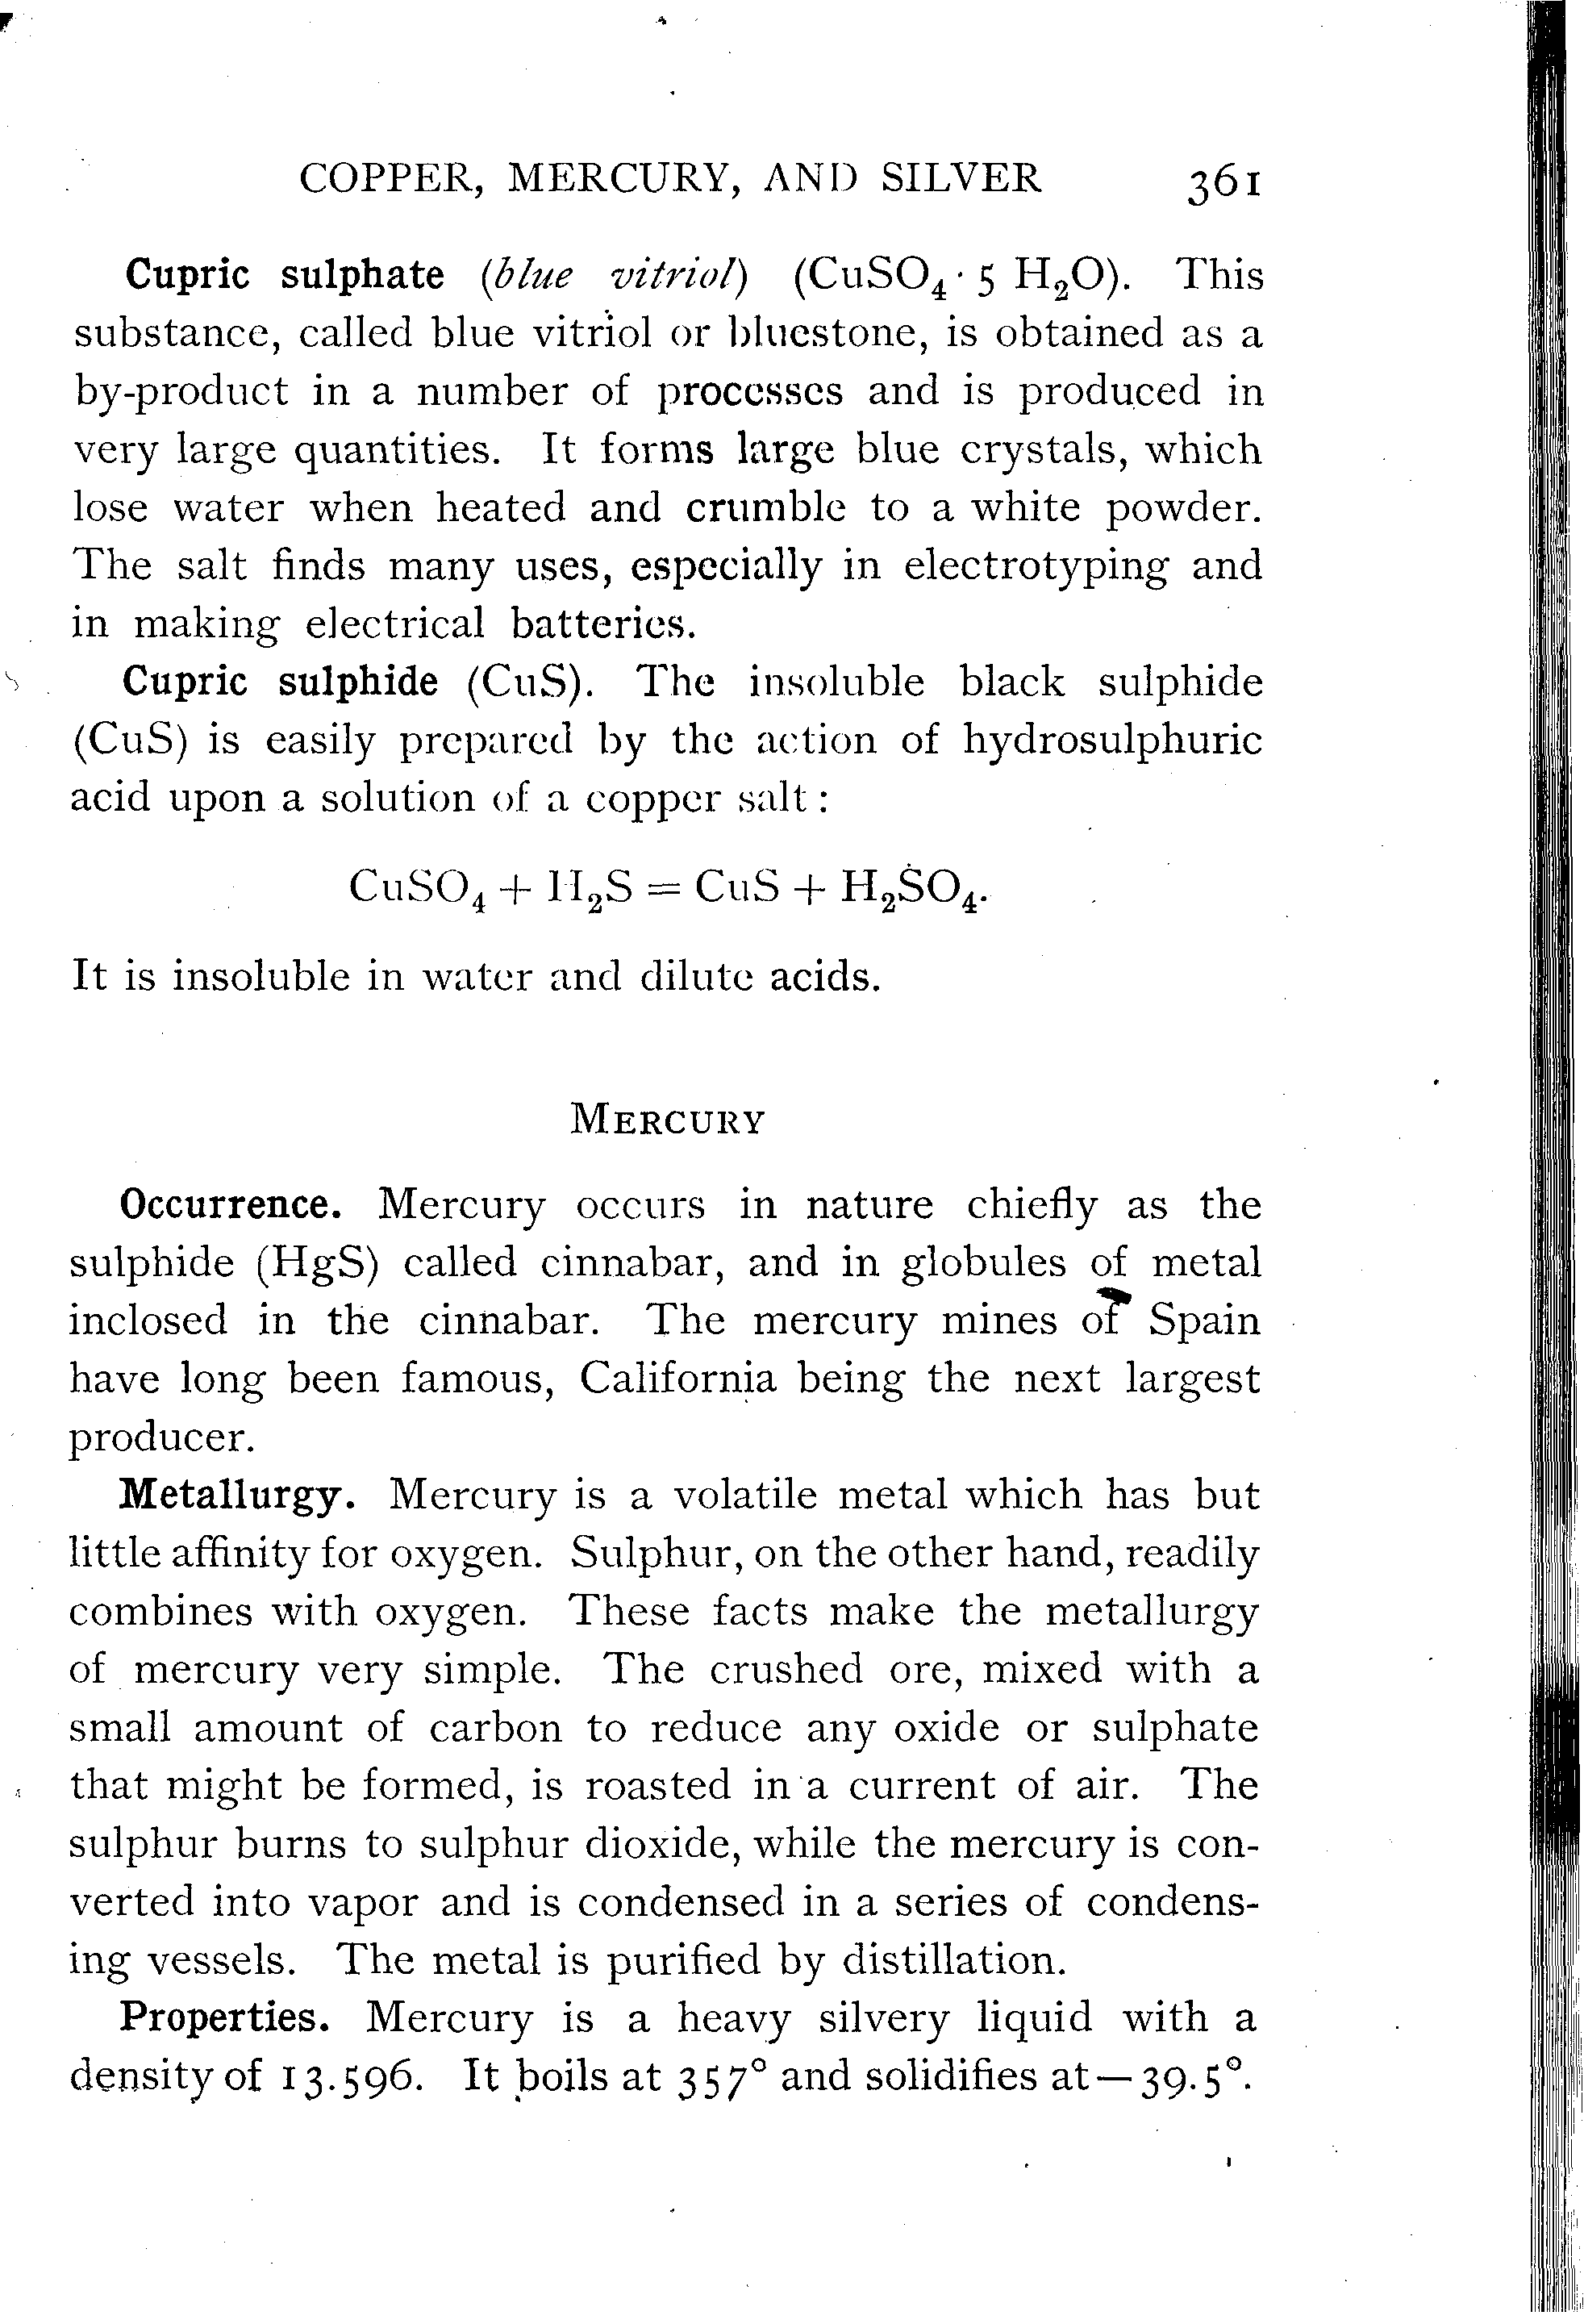 COPPER, MERCURY, AND SILVER 361
Cupric sulphate (blue vitriol) (CuSO₄ · 5 H₂O). This
substance, called blue vitriol or bluestone, is obtained as a
by-product in a number of processes and is produced in
very large quantities. It forms large blue crystals, which
lose water when heated and crumble to a white powder.
The salt finds many uses, especially in electrotyping and
in making electrical batteries.
Cupric sulphide (CuS). The insoluble black sulphide
(CuS) is easily prepared by the action of hydrosulphuric
acid upon a solution of a copper salt :
CuSO₄ + H₂S = CuS + H₂SO₄.
It is insoluble in water and dilute acids.
MERCURY
Occurrence. Mercury occurs in nature chiefly as the
sulphide (HgS) called cinnabar, and in globules of metal
inclosed in the cinnabar. The mercury mines of Spain
have long been famous, California being the next largest
producer.
Metallurgy. Mercury is a volatile metal which has but
little affinity for oxygen. Sulphur, on the other hand, readily
combines with oxygen. These facts make the metallurgy
of mercury very simple. The crushed ore, mixed with a
small amount of carbon to reduce any oxide or sulphate
that might be formed, is roasted in a current of air. The
sulphur burns to sulphur dioxide, while the mercury is con-
verted into vapor and is condensed in a series of condens-
ing vessels. The metal is purified by distillation.
Properties. Mercury is a heavy silvery liquid with a
density of 13.596. It boils at 357° and solidifies at — 39.5°.